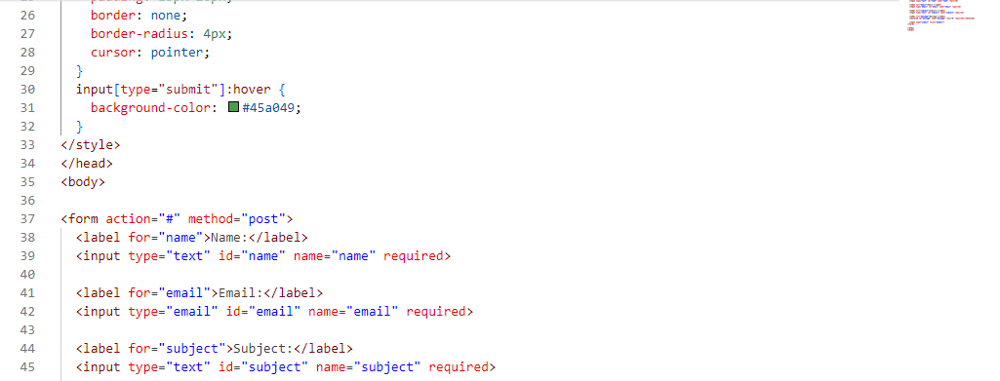 26 border: none;
27 border-radius: 4px;
28 cursor: pointer;
29 }
30 input[type="submit"]:hover {
31 background-color: #45a049;
32 }
33 </style>
34 </head>
35 <body>
36
37 <form action="#" method="post">
38 <label for="name">Name:</label>
39 <input type="text" id="name" name="name" required>
40
41 <label for="email">Email:</label>
42 <input type="email" id="email" name="email" required>
43
44 <label for="subject">Subject:</label>
45 <input type="text" id="subject" name="subject" required>